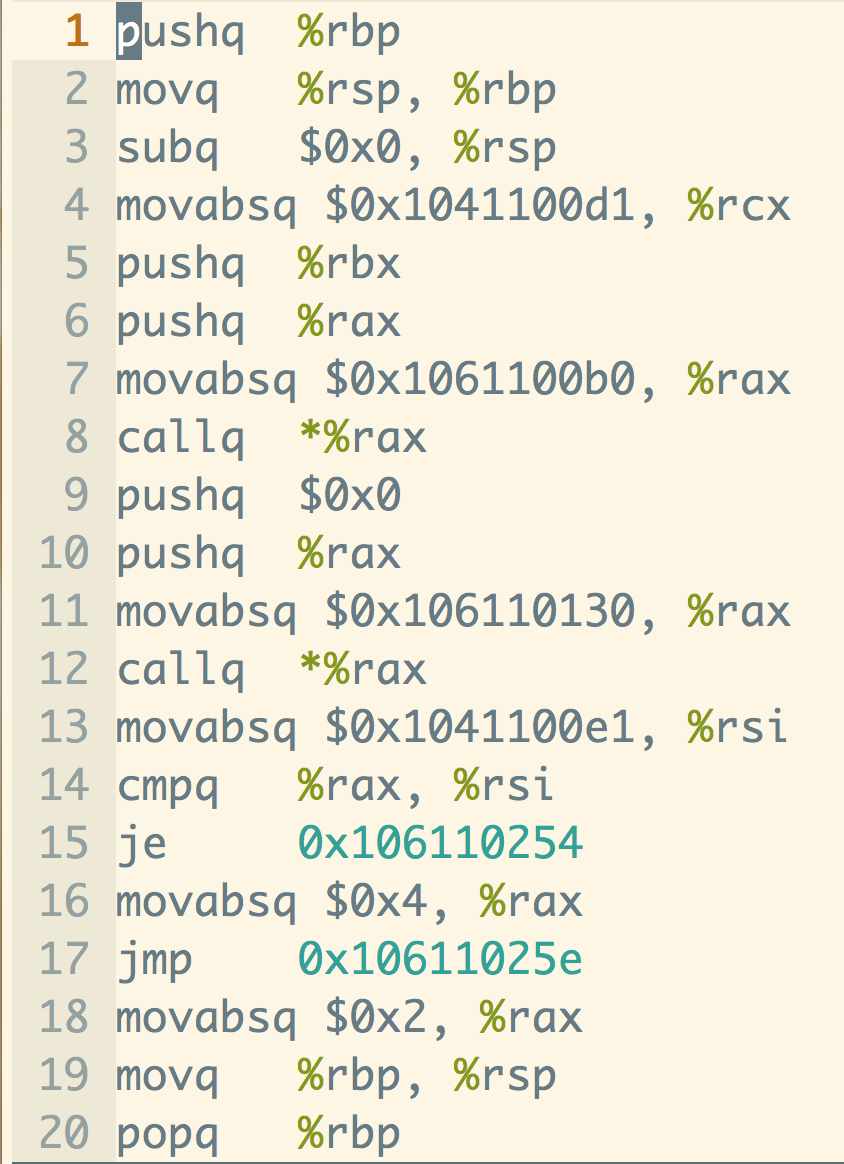 1 pushq %rbp
2 movq %rsp, %rbp
3 subq $0x0, %rsp
4 movabsq $0x1041100d1, %rcx
5 pushq %rbx
6 pushq %rax
7 movabsq $0x1061100b0, %rax
8 callq *%rax
9 pushq $0x0
10 pushq %rax
11 movabsq $0x106110130, %rax
12 callq *%rax
13 movabsq $0x1041100e1, %rsi
14 cmpq %rax, %rsi
15 je 0x106110254
16 movabsq $0x4, %rax
17 jmp 0x10611025e
18 movabsq $0x2, %rax
19 movq %rbp, %rsp
20 popq %rbp